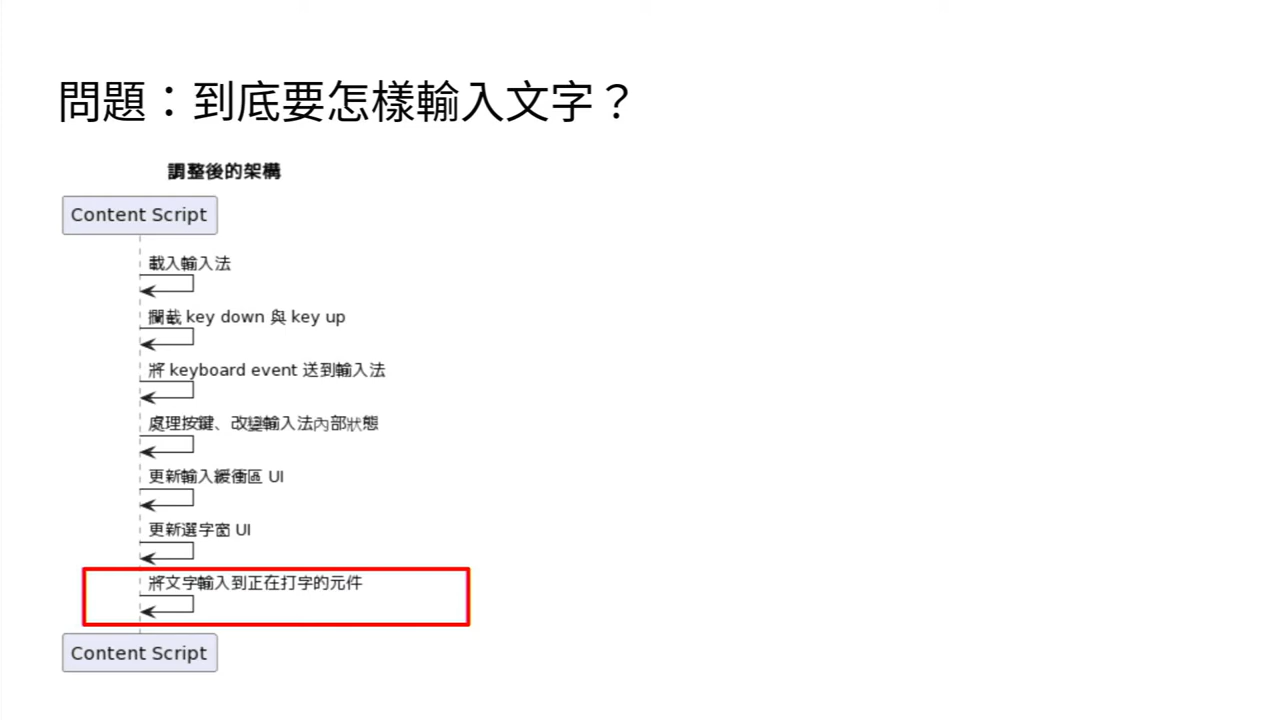 問題：到底要怎樣輸入文字？
調整後的架構
Content Script
載入輸入法
攔截 key down 與 key up
將 keyboard event 送到輸入法
處理按鍵、改變輸入法內部狀態
更新輸入緩衝區 UI
更新選字窗 UI
將文字輸入到正在打字的元件
Content Script